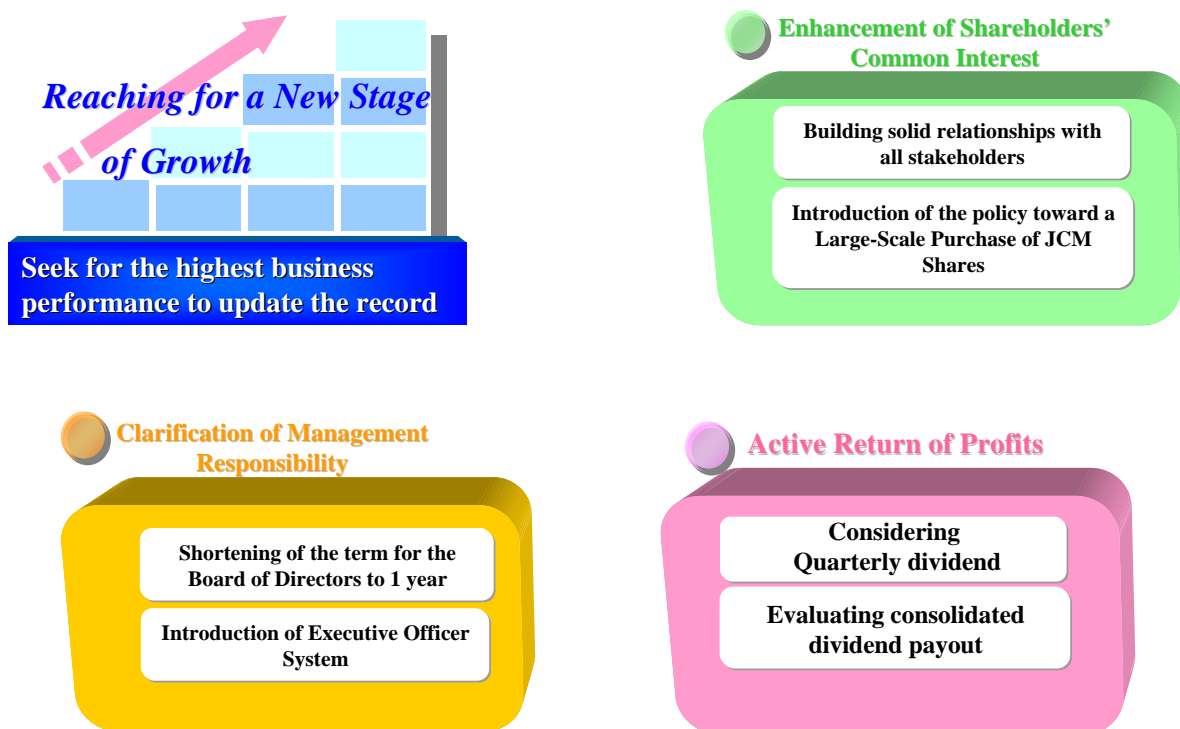 Reaching for a New Stage
of Growth
Seek for the highest business
performance to update the record
Enhancement of Shareholders’
Common Interest
Building solid relationships with
all stakeholders
Introduction of the policy toward a
Large-Scale Purchase of JCM
Shares
Clarification of Management
Responsibility
Shortening of the term for the
Board of Directors to 1 year
Introduction of Executive Officer
System
Active Return of Profits
Considering
Quarterly dividend
Evaluating consolidated
dividend payout